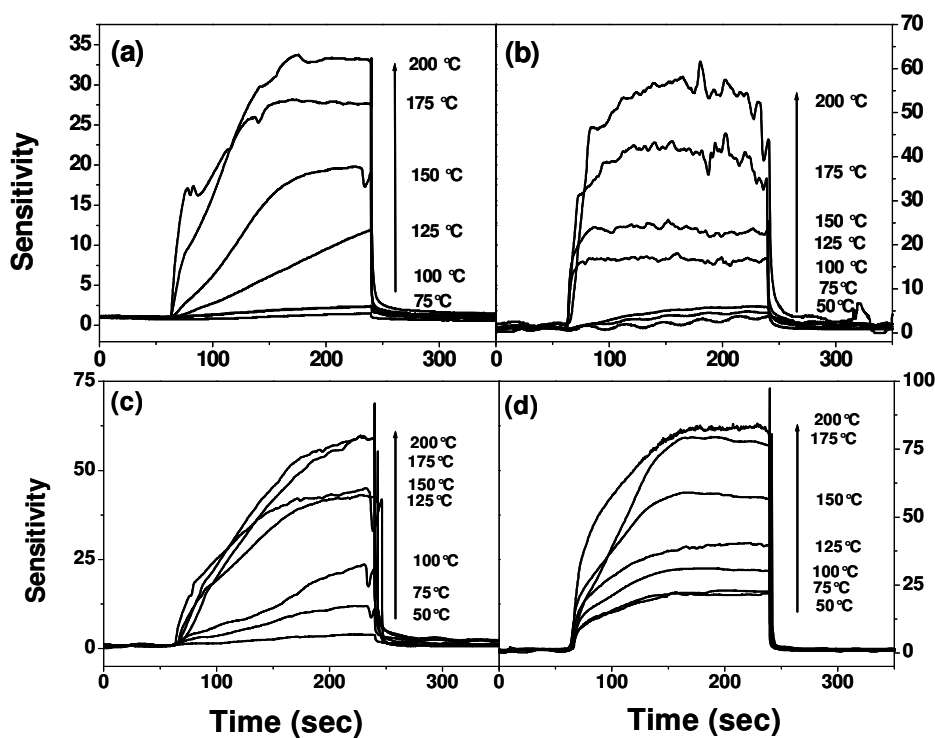 (a)
35
30
25
20
15
10
5
0
Sensitivity
200 °C
175 °C
150 °C
125 °C
100 °C
75°C
0 100 200 300
(b)
70
60
50
40
30
20
10
0
200 °C
175 °C
150 °C
125 °C
100 °C
75°C
50°C
0 100 200 300
(c)
75
50
25
0
Sensitivity
200°C
175°C
150°C
125°C
100°C
75°C
50°C
0 100 200 300
Time (sec)
(d)
100
75
50
25
0
200°C
175°C
150°C
125°C
100°C
75°C
50°C
0 100 200 300
Time (sec)